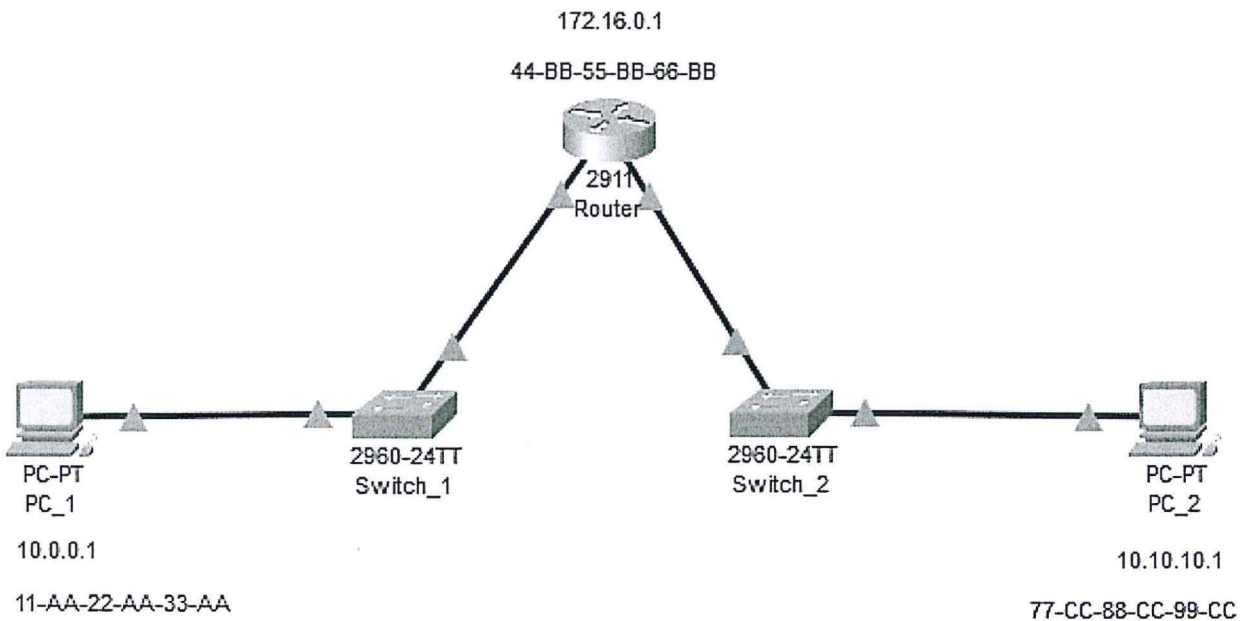 172.16.0.1
44-BB-55-BB-66-BB
2911
Router
2960-24TT
Switch_1
2960-24TT
Switch_2
PC-PT
PC_1
PC-PT
PC_2
10.0.0.1
11-AA-22-AA-33-AA
10.10.10.1
77-CC-88-CC-99-CC